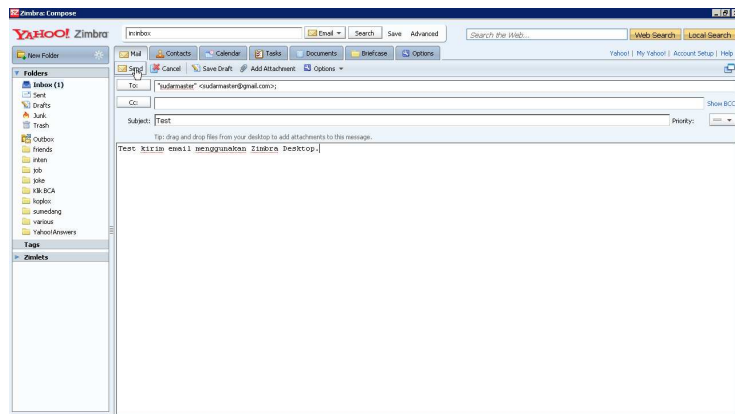 Zimbra: Compose
YAHOO! Zimbra
in:inbox
Email
Search
Save
Advanced
Search the Web...
Web Search
Local Search
New Folder
Mail
Contacts
Calendar
Tasks
Documents
Briefcase
Options
Yahoo! | My Yahoo! | Account Setup | Help
Send
Cancel
Save Draft
Add Attachment
Options
Folders
Inbox (1)
Sent
Drafts
Junk
Trash
Outbox
friends
inten
job
joke
Klik BCA
koplox
sumedang
various
Yahoo!Answers
Tags
Zimlets
To:
"sudarmaster" <sudarmaster@gmail.com>;
Cc:
Show BCC
Subject:
Test
Priority:
Tip: drag and drop files from your desktop to add attachments to this message.
Test kirim email menggunakan Zimbra Desktop.